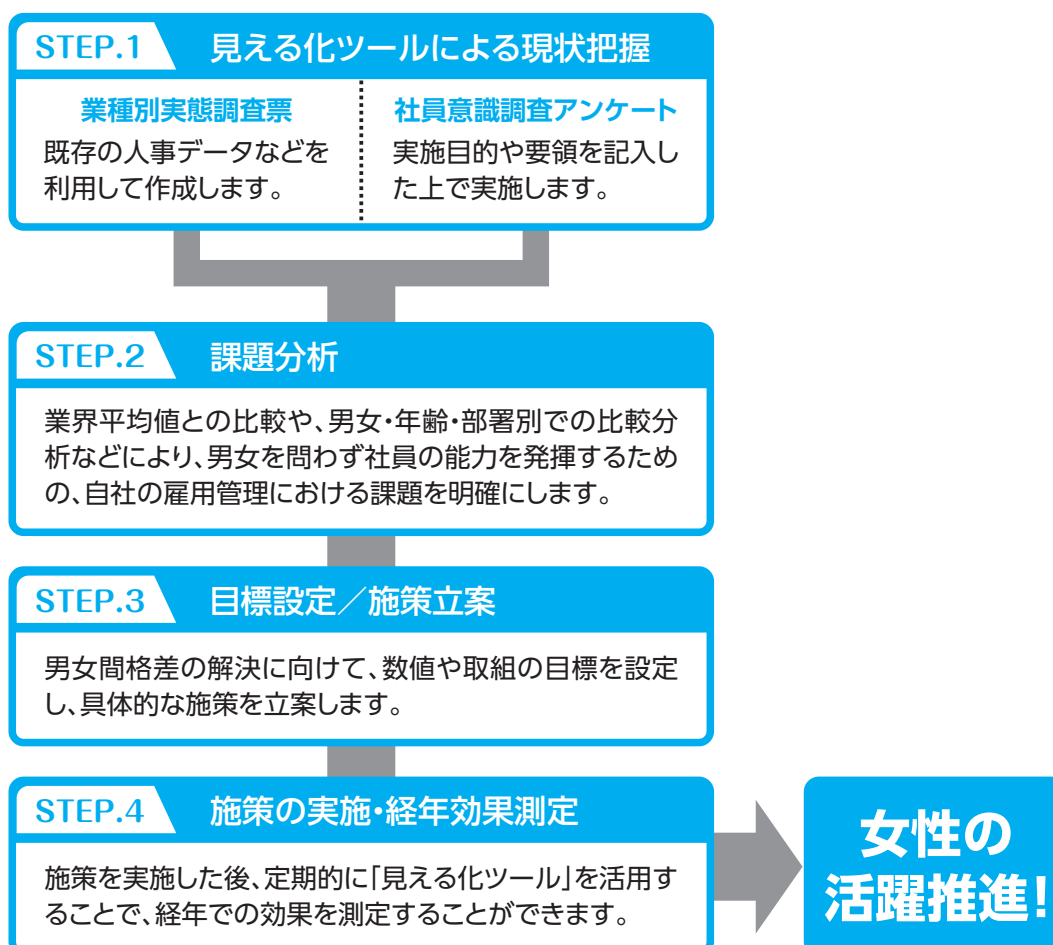 STEP.1 見える化ツールによる現状把握
業種別実態調査票
既存の人事データなどを
利用して作成します。
社員意識調査アンケート
実施目的や要領を記入し
た上で実施します。
STEP.2 課題分析
業界平均値との比較や、男女・年齢・部署別での比較分
析などにより、男女を問わず社員の能力を発揮するため
の、自社の雇用管理における課題を明確にします。
STEP.3 目標設定／施策立案
男女間格差の解決に向けて、数値や取組の目標を設定
し、具体的な施策を立案します。
STEP.4 施策の実施・経年効果測定
施策を実施した後、定期的に「見える化ツール」を活用す
ることで、経年での効果を測定することができます。
女性の
活躍推進！